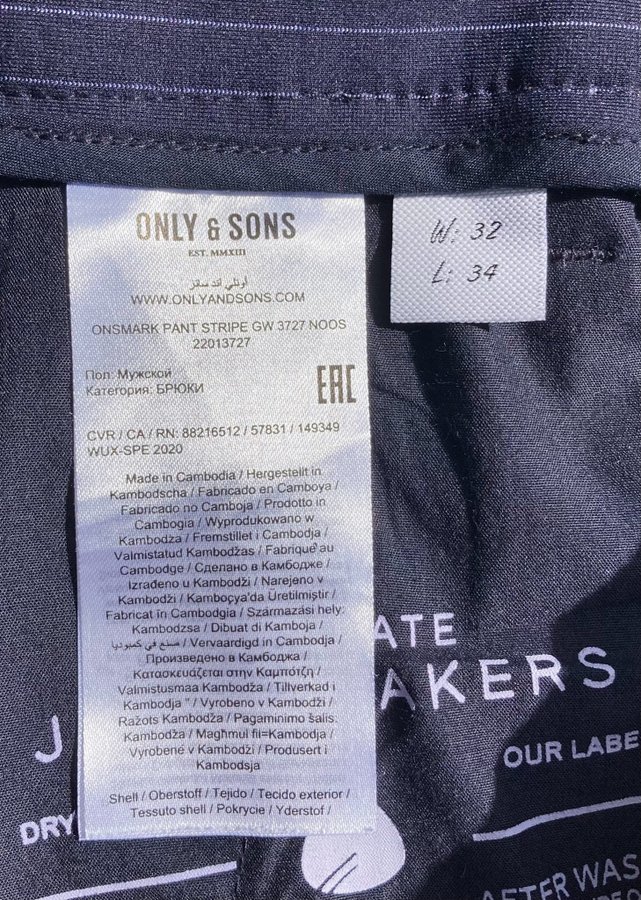 ONLY & SONS
EST. MMXIII
أونلي أند سانز
WWW.ONLYANDSONS.COM
ONSMARK PANT STRIPE GW 3727 NOOS
22013727
Пол: Мужской
Категория: БРЮКИ
EAC
CVR / CA / RN: 88216512 / 57831 / 149349
WUX-SPE 2020
Made in Cambodia / Hergestellt in
Kambodscha / Fabricado en Camboya /
Fabricado no Camboja / Prodotto in
Cambogia / Wyprodukowano w
Kambodża / Fremstillet i Cambodja /
Valmistatud Kambodžas / Fabriqué au
Cambodge / Сделано в Камбодже /
Izrađeno u Kambodži / Narejeno v
Kambodži / Kamboçya'da Üretilmiştir /
Fabricat în Cambodgia / Származási hely:
Kambodzsa / Dibuat di Kamboja /
صنع في كمبوديا / Vervaardigd in Cambodja /
Произведено в Камбоджа /
Κατασκευάζεται στην Καμπότζη /
Valmistusmaa Kambodža / Tillverkad i
Kambodja " / Vyrobeno v Kambodži /
Ražots Kambodža / Pagaminimo šalis:
Kambodža / Magħmul fil=Kambodja /
Vyrobené v Kambodži / Produsert i
Kambodsja
Shell / Oberstoff / Tejido / Tecido exterior /
Tessuto shell / Pokrycie / Yderstof /
W: 32
L: 34
ATE
J AKERS
OUR LABE
DRY
AFTER WAS